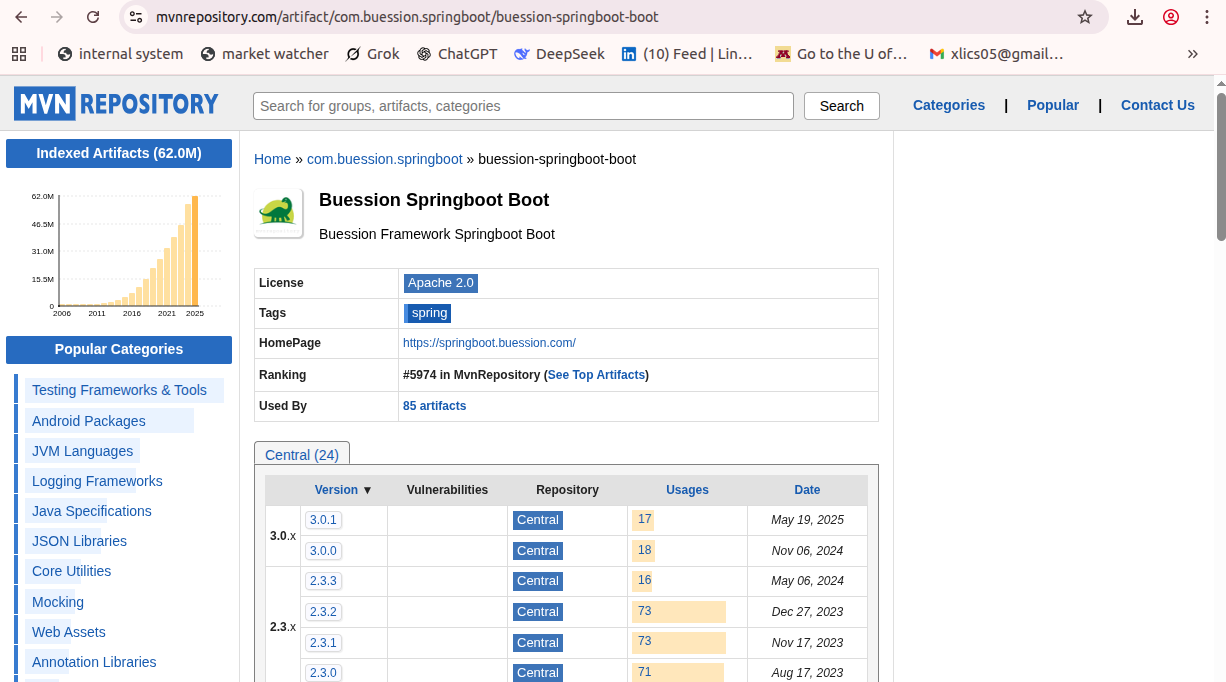 mvnrepository.com/artifact/com.buession.springboot/buession-springboot-boot
internal system market watcher Grok ChatGPT DeepSeek (10) Feed | Lin… Go to the U of… xlics05@gmail… »
MVN REPOSITORY
Search for groups, artifacts, categories
Search
Categories | Popular | Contact Us
Indexed Artifacts (62.0M)
62.0M
46.5M
31.0M
15.5M
0
2006 2011 2016 2021 2025
Popular Categories
Testing Frameworks & Tools
Android Packages
JVM Languages
Logging Frameworks
Java Specifications
JSON Libraries
Core Utilities
Mocking
Web Assets
Annotation Libraries
Home » com.buession.springboot » buession-springboot-boot
Buession Springboot Boot
Buession Framework Springboot Boot
License Apache 2.0
Tags spring
HomePage https://springboot.buession.com/
Ranking #5974 in MvnRepository (See Top Artifacts)
Used By 85 artifacts
Central (24)
Version ▼ Vulnerabilities Repository Usages Date
3.0.x
3.0.1 Central 17 May 19, 2025
3.0.0 Central 18 Nov 06, 2024
2.3.x
2.3.3 Central 16 May 06, 2024
2.3.2 Central 73 Dec 27, 2023
2.3.1 Central 73 Nov 17, 2023
2.3.0 Central 71 Aug 17, 2023